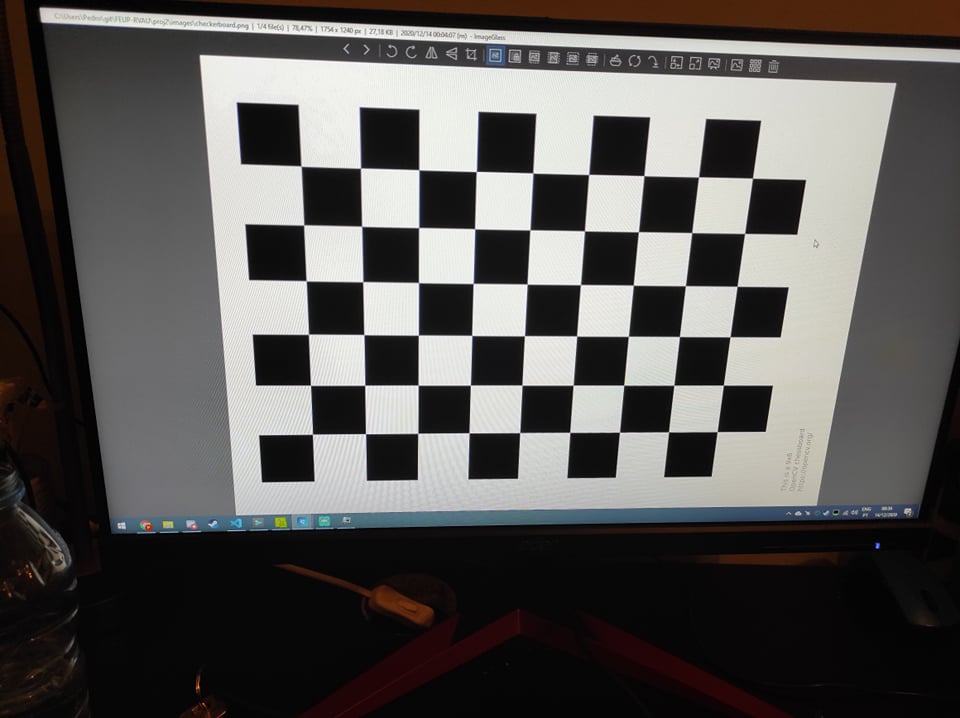 C:\Users\Pedro\git\FEUP-RVAU\proj2\images\checkerboard.png | 1/4 file(s) | 78,47% | 1754 x 1240 px | 27,18 KB | 2020/12/14 00:04:07 (m) - ImageGlass
This is a 9x6
OpenCV chessboard
https://opencv.org/
ENG
PT
14/12/2020